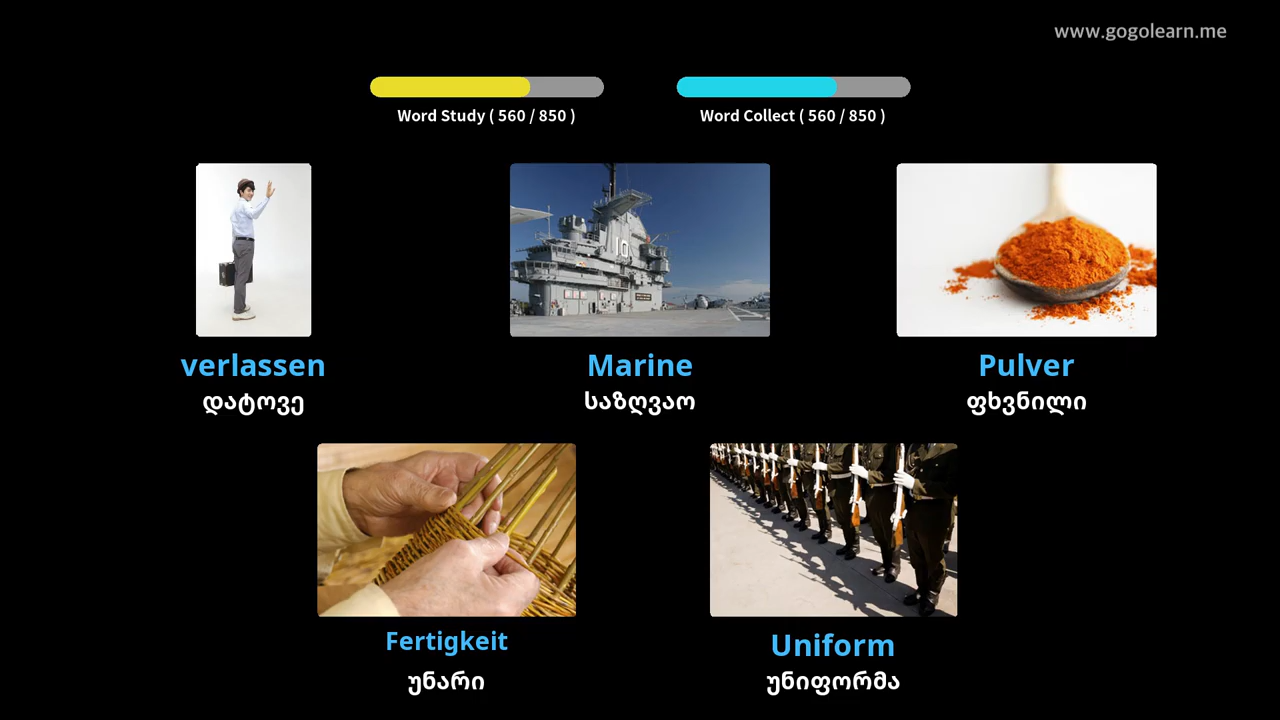 www.gogolearn.me
Word Study ( 560 / 850 )
Word Collect ( 560 / 850 )
verlassen
დატოვე
Marine
საზღვაო
Pulver
ფხვნილი
Fertigkeit
უნარი
Uniform
უნიფორმა